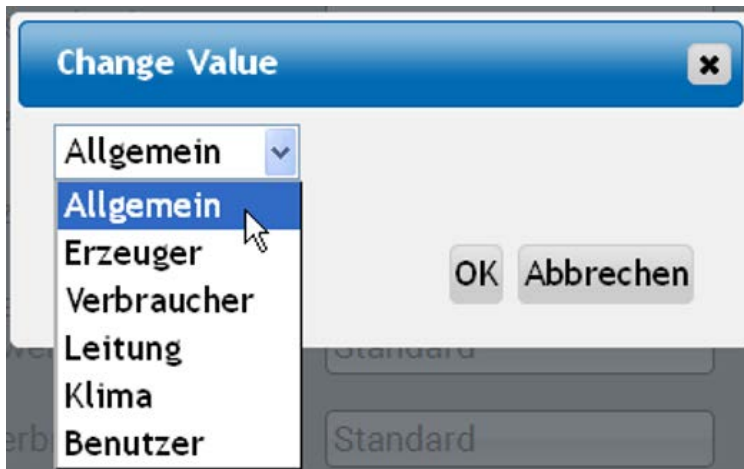 Change Value
Allgemein
Allgemein
Erzeuger
Verbraucher
Leitung
Klima
Benutzer
OK Abbrechen
Standard
Standard